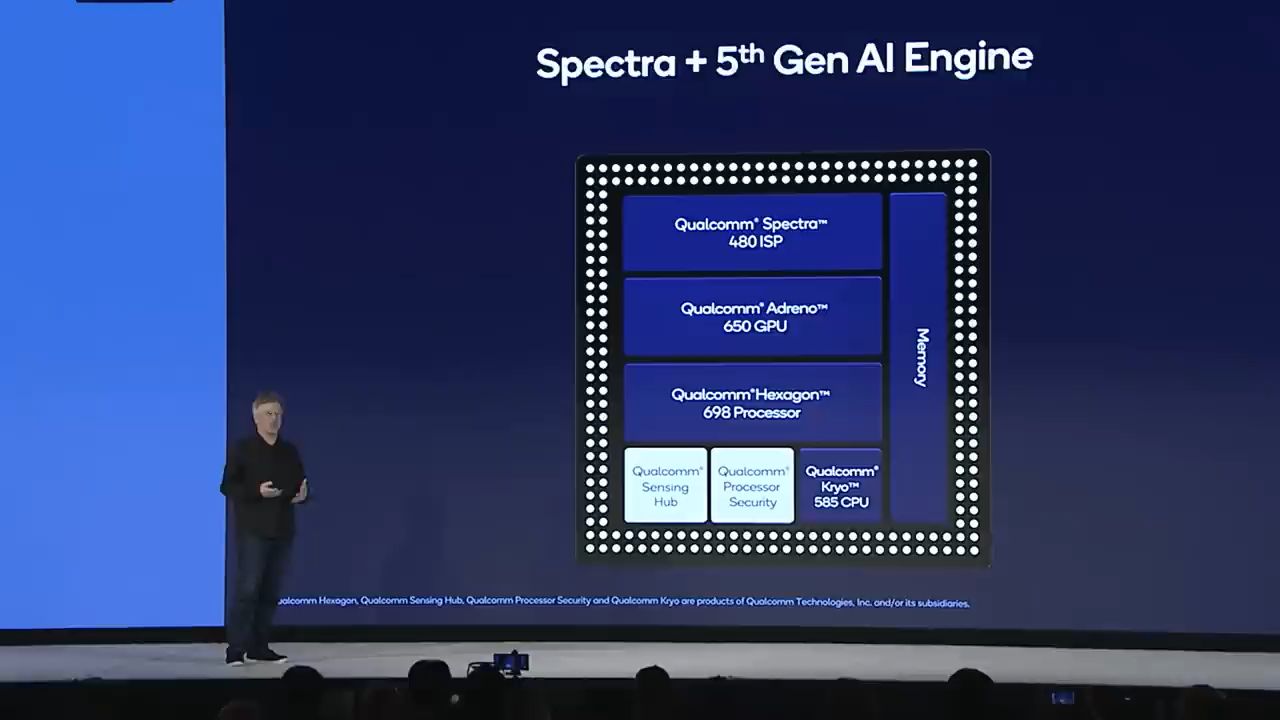 Spectra + 5th Gen AI Engine
Qualcomm® Spectra™
480 ISP
Qualcomm® Adreno™
650 GPU
Qualcomm® Hexagon™
698 Processor
Memory
Qualcomm®
Sensing
Hub
Qualcomm®
Processor
Security
Qualcomm®
Kryo™
585 CPU
Hexagon, Qualcomm Sensing Hub, Qualcomm Processor Security and Qualcomm Kryo are products of Qualcomm Technologies, Inc. and/or its subsidiaries.